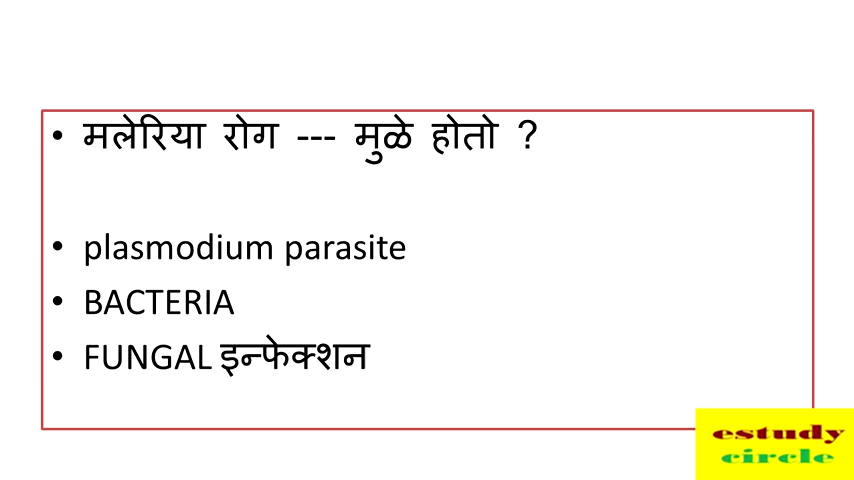 • मलेरिया रोग --- मुळे होतो ?
• plasmodium parasite
• BACTERIA
• FUNGAL इन्फेक्शन
estudy
circle